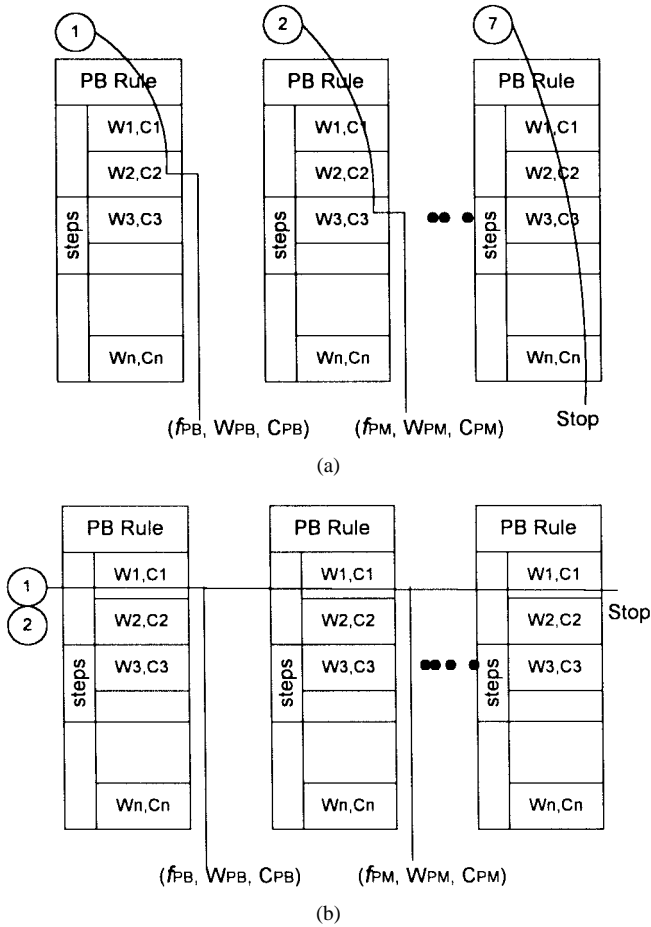 1 2 7
PB Rule PB Rule PB Rule
W1,C1 W1,C1 W1,C1
W2,C2 W2,C2 W2,C2
steps W3,C3 steps W3,C3 steps W3,C3
Wn,Cn Wn,Cn Wn,Cn
(fPB, WPB, CPB) (fPM, WPM, CPM) Stop
(a)
PB Rule PB Rule PB Rule
1 W1,C1 W1,C1 W1,C1
2 W2,C2 W2,C2 W2,C2 Stop
steps W3,C3 steps W3,C3 steps W3,C3
Wn,Cn Wn,Cn Wn,Cn
(fPB, WPB, CPB) (fPM, WPM, CPM)
(b)